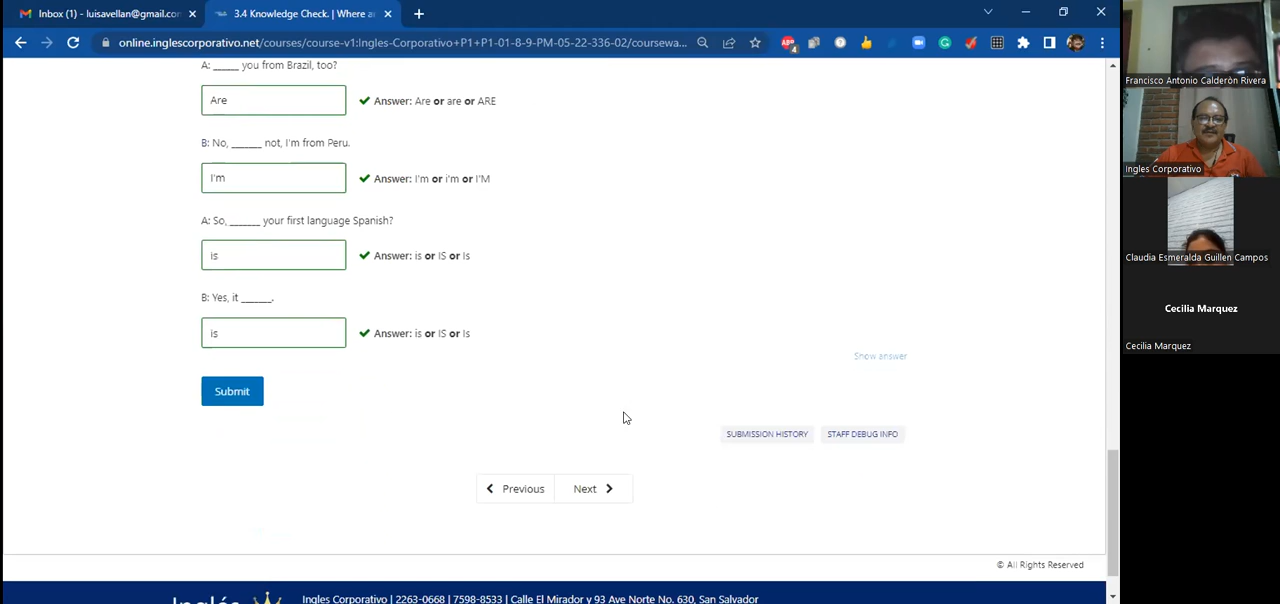 Inbox (1) - luisavellan@gmail.con
3.4 Knowledge Check. | Where ar
online.inglescorporativo.net/courses/course-v1:Ingles-Corporativo+P1+P1-01-8-9-PM-05-22-336-02/coursewa...
A: _____ you from Brazil, too?
Are
Answer: Are or are or ARE
B: No, ______ not, I'm from Peru.
I'm
Answer: I'm or i'm or I'M
A: So, ______ your first language Spanish?
is
Answer: is or IS or Is
B: Yes, it ______.
is
Answer: is or IS or Is
Show answer
Submit
SUBMISSION HISTORY
STAFF DEBUG INFO
Previous
Next
© All Rights Reserved
Inglés
Ingles Corporativo | 2263-0668 | 7598-8533 | Calle El Mirador y 93 Ave Norte No. 630, San Salvador
Francisco Antonio Calderòn Rivera
Ingles Corporativo
Claudia Esmeralda Guillen Campos
Cecilia Marquez
Cecilia Marquez